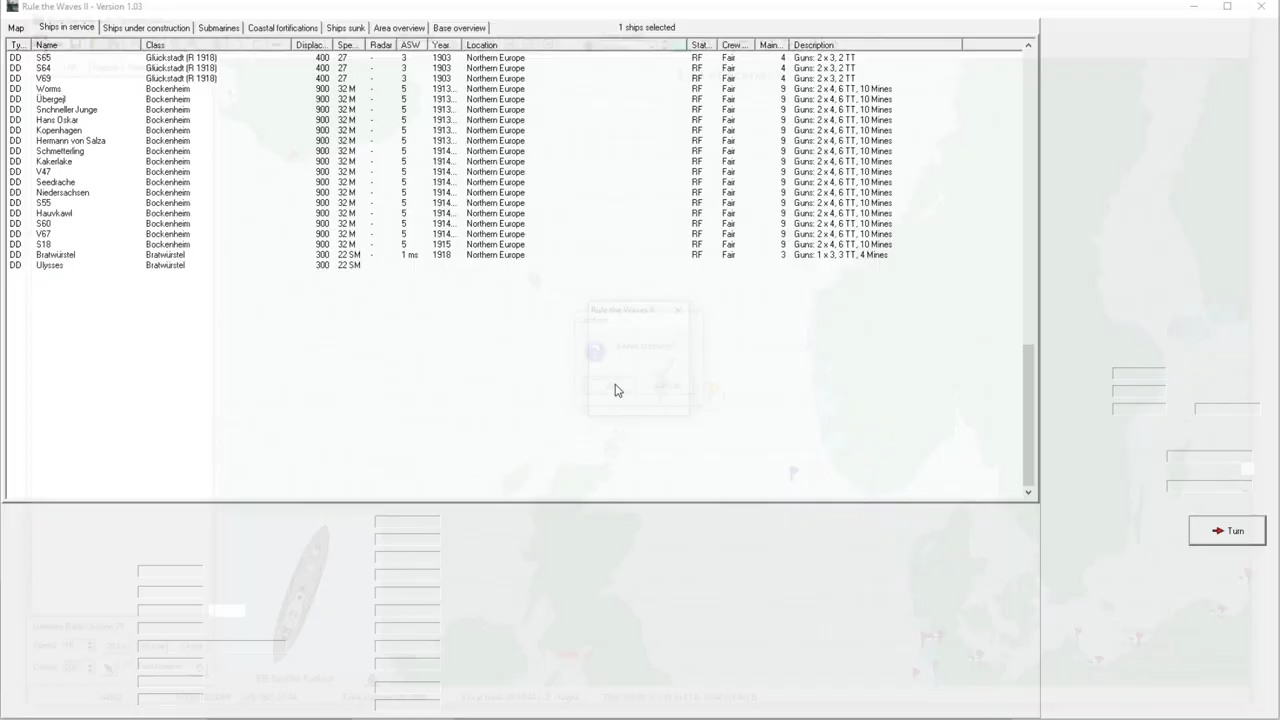 Rule the Waves II - Version 1.03
Map Ships in service Ships under construction Submarines Coastal fortifications Ships sunk Area overview Base overview 1 ships selected
Ty... Name Class Displac... Spe... Radar ASW Year Location Stat... Crew ... Main... Description
DD S65 Glückstadt (R 1918) 400 27 - 3 1903 Northern Europe RF Fair 4 Guns: 2 x 3, 2 TT
DD S64 Glückstadt (R 1918) 400 27 - 3 1903 Northern Europe RF Fair 4 Guns: 2 x 3, 2 TT
DD V69 Glückstadt (R 1918) 400 27 - 3 1903 Northern Europe RF Fair 4 Guns: 2 x 3, 2 TT
DD Worms Bockenheim 900 32 M - 5 1913... Northern Europe RF Fair 9 Guns: 2 x 4, 6 TT, 10 Mines
DD Übergejl Bockenheim 900 32 M - 5 1913... Northern Europe RF Fair 9 Guns: 2 x 4, 6 TT, 10 Mines
DD Snchneller Junge Bockenheim 900 32 M - 5 1913... Northern Europe RF Fair 9 Guns: 2 x 4, 6 TT, 10 Mines
DD Hans Oskar Bockenheim 900 32 M - 5 1913... Northern Europe RF Fair 9 Guns: 2 x 4, 6 TT, 10 Mines
DD Kopenhagen Bockenheim 900 32 M - 5 1913... Northern Europe RF Fair 9 Guns: 2 x 4, 6 TT, 10 Mines
DD Hermann von Salza Bockenheim 900 32 M - 5 1913... Northern Europe RF Fair 9 Guns: 2 x 4, 6 TT, 10 Mines
DD Schmetterling Bockenheim 900 32 M - 5 1914... Northern Europe RF Fair 9 Guns: 2 x 4, 6 TT, 10 Mines
DD Kakerlake Bockenheim 900 32 M - 5 1914... Northern Europe RF Fair 9 Guns: 2 x 4, 6 TT, 10 Mines
DD V47 Bockenheim 900 32 M - 5 1914... Northern Europe RF Fair 9 Guns: 2 x 4, 6 TT, 10 Mines
DD Seedrache Bockenheim 900 32 M - 5 1914... Northern Europe RF Fair 9 Guns: 2 x 4, 6 TT, 10 Mines
DD Niedersachsen Bockenheim 900 32 M - 5 1914... Northern Europe RF Fair 9 Guns: 2 x 4, 6 TT, 10 Mines
DD S55 Bockenheim 900 32 M - 5 1914... Northern Europe RF Fair 9 Guns: 2 x 4, 6 TT, 10 Mines
DD Hauvkawl Bockenheim 900 32 M - 5 1914... Northern Europe RF Fair 9 Guns: 2 x 4, 6 TT, 10 Mines
DD S60 Bockenheim 900 32 M - 5 1914... Northern Europe RF Fair 9 Guns: 2 x 4, 6 TT, 10 Mines
DD V67 Bockenheim 900 32 M - 5 1914... Northern Europe RF Fair 9 Guns: 2 x 4, 6 TT, 10 Mines
DD S18 Bockenheim 900 32 M - 5 1915 Northern Europe RF Fair 9 Guns: 2 x 4, 6 TT, 10 Mines
DD Bratwürstel Bratwürstel 300 22 SM - 1 ms 1918 Northern Europe RF Fair 3 Guns: 1 x 3, 3 TT, 4 Mines
DD Ulysses Bratwürstel 300 22 SM
Rule the Waves II
Turn